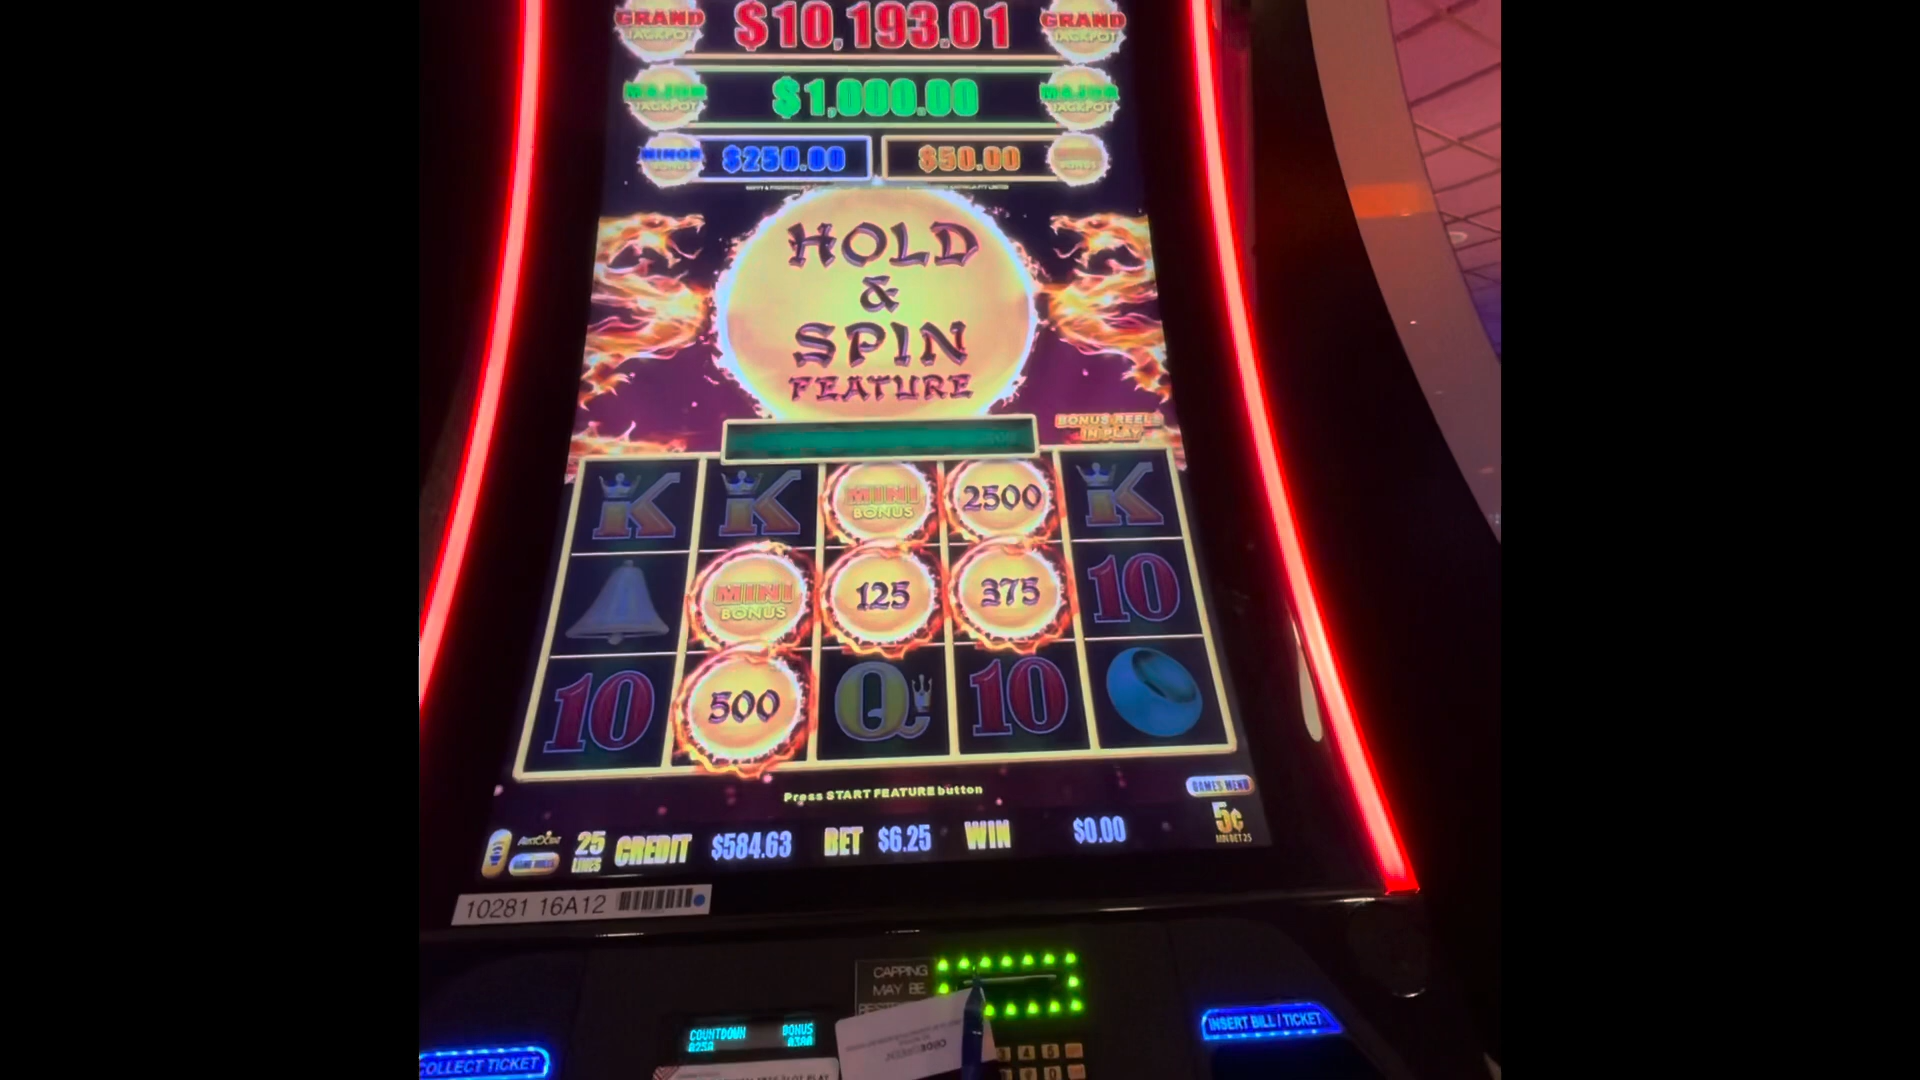 GRAND JACKPOT $10,193.01 GRAND JACKPOT
MAJOR JACKPOT $1,000.00 MAJOR JACKPOT
MINOR BONUS $250.00 $50.00
HOLD
&
SPIN
FEATURE
BONUS REELS
IN PLAY
K K MINI BONUS 2500 K
MINI BONUS 125 375 10
10 500 Q 10
Press START FEATURE button
GAMES MENU
25 LINES CREDIT $584.63 BET $6.25 WIN $0.00 5¢
10281 16A12
CAPPING
MAY BE
COUNTDOWN BONUS
INSERT BILL / TICKET
COLLECT TICKET